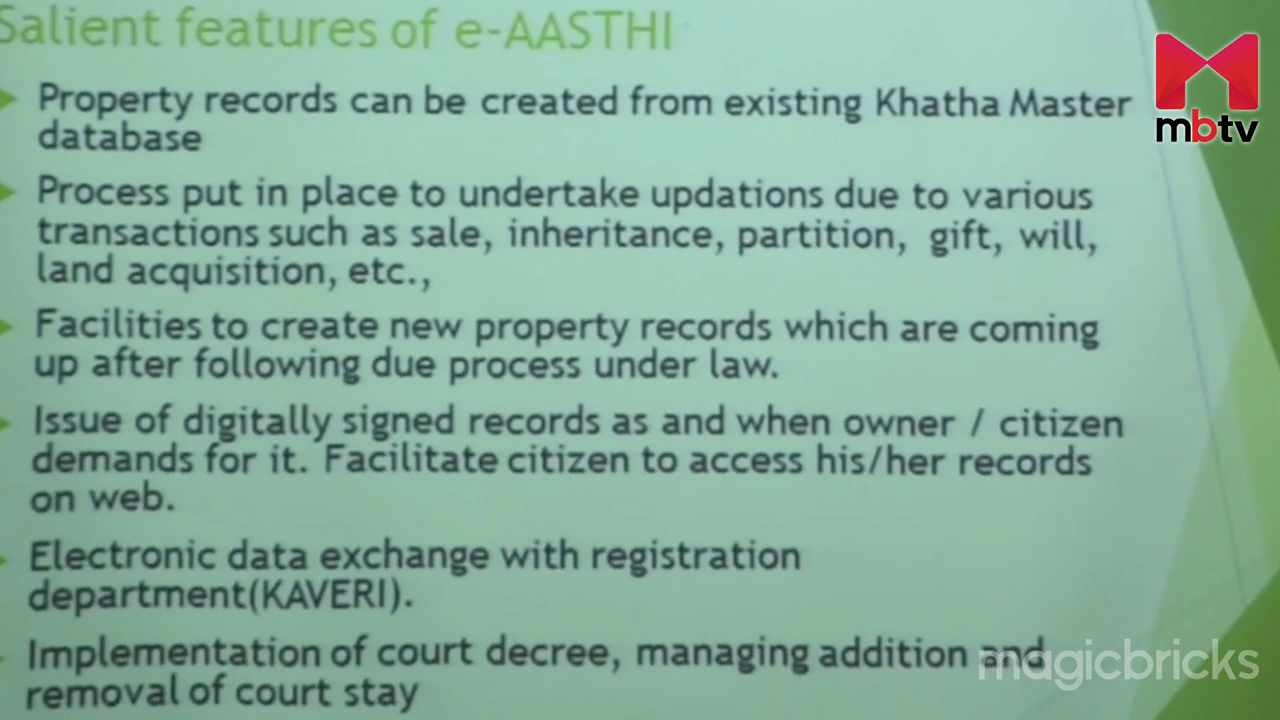 Salient features of e-AASTHI
Property records can be created from existing Khatha Master
database
Process put in place to undertake updations due to various
transactions such as sale, inheritance, partition, gift, will,
land acquisition, etc.,
Facilities to create new property records which are coming
up after following due process under law.
Issue of digitally signed records as and when owner / citizen
demands for it. Facilitate citizen to access his/her records
on web.
Electronic data exchange with registration
department(KAVERI).
Implementation of court decree, managing addition and
removal of court stay
mbtv
magicbricks